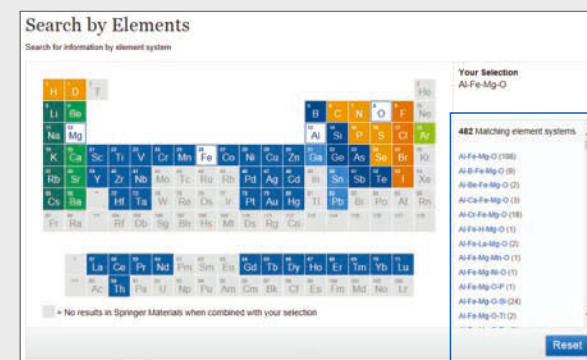 Search by Elements
Search for information by element system
Your Selection
Al-Fe-Mg-O
482 Matching element systems
Al-Fe-Mg-O (198)
Al-B-Fe-Mg-O (9)
Al-Be-Fe-Mg-O (2)
Al-Ca-Fe-Mg-O (3)
Al-Cr-Fe-Mg-O (18)
Al-Fe-H-Mg-O (1)
Al-Fe-La-Mg-O (2)
Al-Fe-Mg-Mn-O (1)
Al-Fe-Mg-Ni-O (1)
Al-Fe-Mg-O-P (1)
Al-Fe-Mg-O-Si (24)
Al-Fe-Mg-O-Ti (2)
H D T He
Li Be B C N O F Ne
Na Mg Al Si P S Cl Ar
K Ca Sc Ti V Cr Mn Fe Co Ni Cu Zn Ga Ge As Se Br Kr
Rb Sr Y Zr Nb Mo Tc Ru Rh Pd Ag Cd In Sn Sb Te I Xe
Cs Ba Hf Ta W Re Os Ir Pt Au Hg Tl Pb Bi Po At Rn
Fr Ra Rf Db Sg Bh Hs Mt Ds Rg Cn
La Ce Pr Nd Pm Sm Eu Gd Tb Dy Ho Er Tm Yb Lu
Ac Th Pa U Np Pu Am Cm Bk Cf Es Fm Md No Lr
= No results in Springer Materials when combined with your selection
Reset